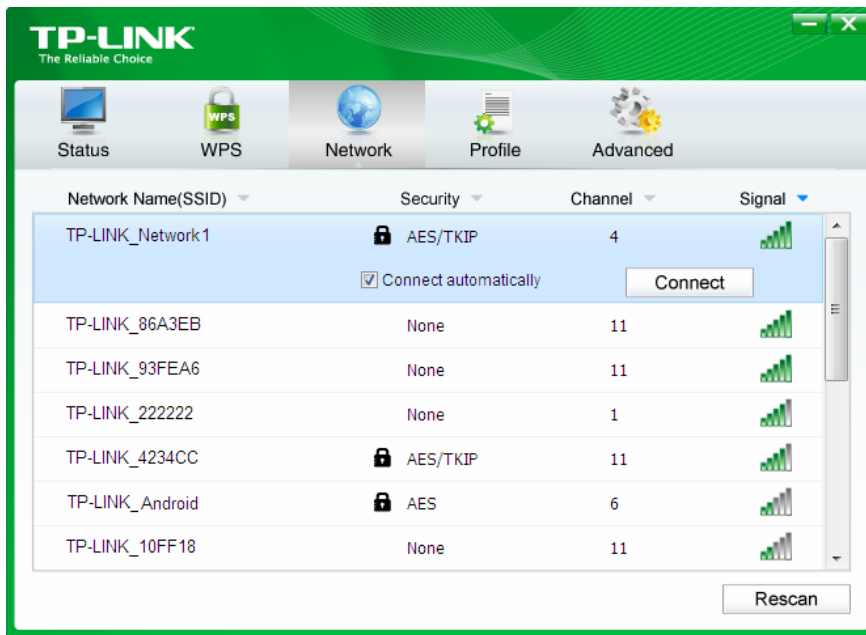 TP-LINK
The Reliable Choice
WPS
Status WPS Network Profile Advanced
Network Name(SSID) Security Channel Signal
TP-LINK_Network1 AES/TKIP 4
Connect automatically Connect
TP-LINK_86A3EB None 11
TP-LINK_93FEA6 None 11
TP-LINK_222222 None 1
TP-LINK_4234CC AES/TKIP 11
TP-LINK_Android AES 6
TP-LINK_10FF18 None 11
Rescan